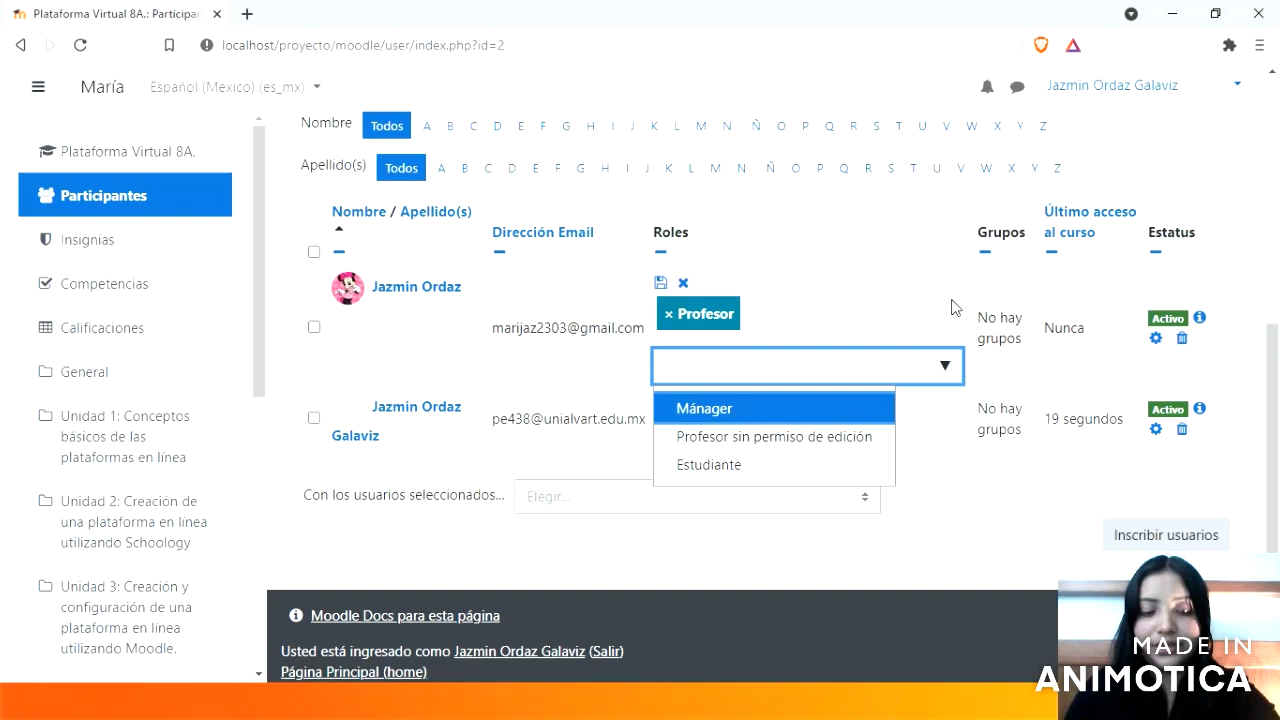 Plataforma Virtual 8A.: Participan
localhost/proyecto/moodle/user/index.php?id=2
María
Español (Mexico) (es_mx)
Jazmin Ordaz Galaviz
Plataforma Virtual 8A.
Participantes
Insignias
Competencias
Calificaciones
General
Unidad 1: Conceptos
básicos de las
plataformas en línea
Unidad 2: Creación de
una plataforma en línea
utilizando Schoology
Unidad 3: Creación y
configuración de una
plataforma en línea
utilizando Moodle.
Nombre Todos A B C D E F G H I J K L M N Ñ O P Q R S T U V W X Y Z
Apellido(s) Todos A B C D E F G H I J K L M N Ñ O P Q R S T U V W X Y Z
Nombre / Apellido(s)
Dirección Email
Roles
Grupos
Último acceso
al curso
Estatus
Jazmin Ordaz
marijaz2303@gmail.com
× Profesor
No hay
grupos
Nunca
Activo
Mánager
Profesor sin permiso de edición
Estudiante
Jazmin Ordaz
Galaviz
pe438@unialvart.edu.mx
No hay
grupos
19 segundos
Activo
Con los usuarios seleccionados... Elegir...
Inscribir usuarios
Moodle Docs para esta página
Usted está ingresado como Jazmin Ordaz Galaviz (Salir)
Página Principal (home)
MADE IN
ANIMOTICA